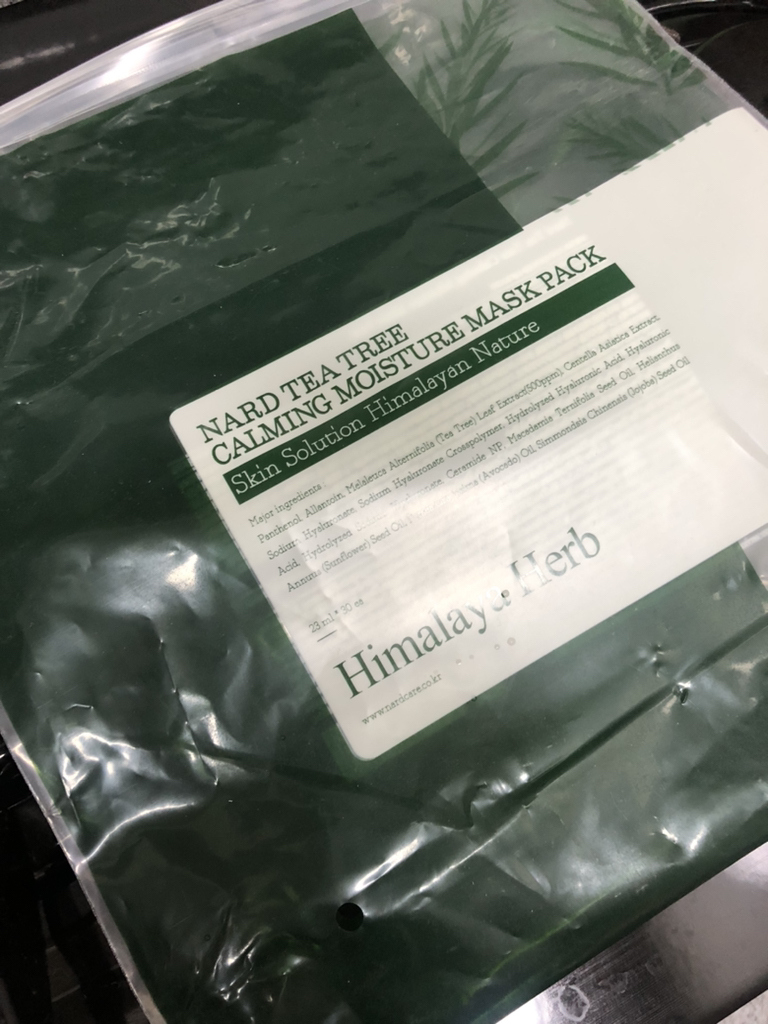 NARD TEA TREE
CALMING MOISTURE MASK PACK
Skin Solution Himalayan Nature
Major ingredients
Panthenol, Allantoin, Melaleuca Alternifolia (Tea Tree) Leaf Extract(500ppm), Centella Asiatica Extract,
Sodium Hyaluronate, Sodium Hyaluronate Crosspolymer, Hydrolyzed Hyaluronic Acid, Hyaluronic
Acid, Hydrolyzed Hyaluronate, Ceramide NP, Macadamia Ternifolia Seed Oil, Helianthus
Annuus (Sunflower) Seed Oil, (Avocado) Oil, Simmondsia Chinensis (Jojoba) Seed Oil
23 ml * 30 ea
Himalaya Herb
www.nardcare.co.kr